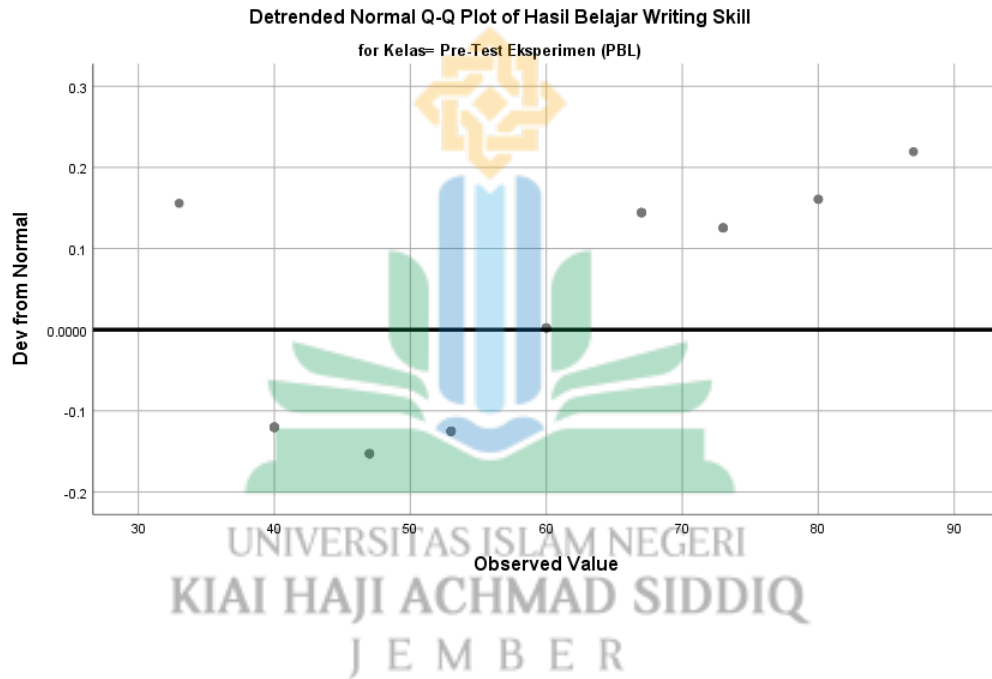 Detrended Normal Q-Q Plot of Hasil Belajar Writing Skill
for Kelas= Pre-Test Eksperimen (PBL)
Dev from Normal
0.3
0.2
0.1
0.0000
-0.1
-0.2
30 40 50 60 70 80 90
Observed Value
UNIVERSITAS ISLAM NEGERI
KIAI HAJI ACHMAD SIDDIQ
JEMBER